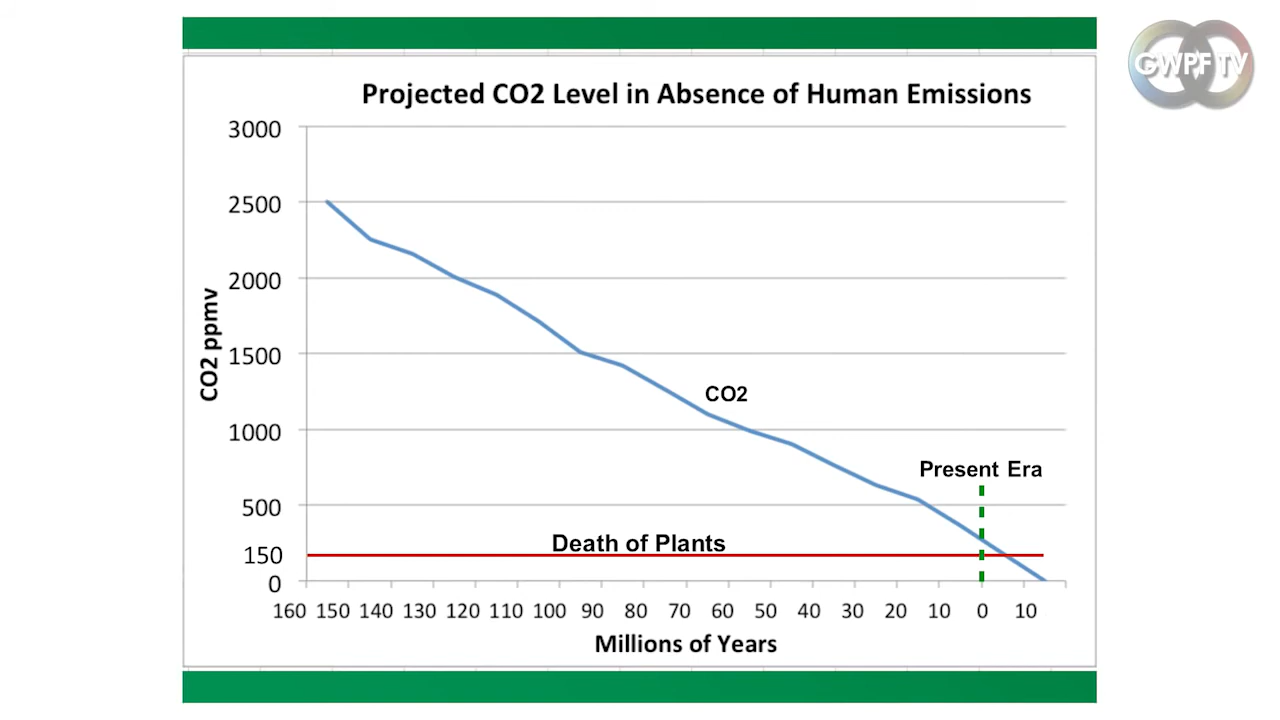 GWPF TV
Projected CO2 Level in Absence of Human Emissions
3000
2500
2000
1500
1000
500
150
0
CO2 ppmv
CO2
Present Era
Death of Plants
160 150 140 130 120 110 100 90 80 70 60 50 40 30 20 10 0 10
Millions of Years